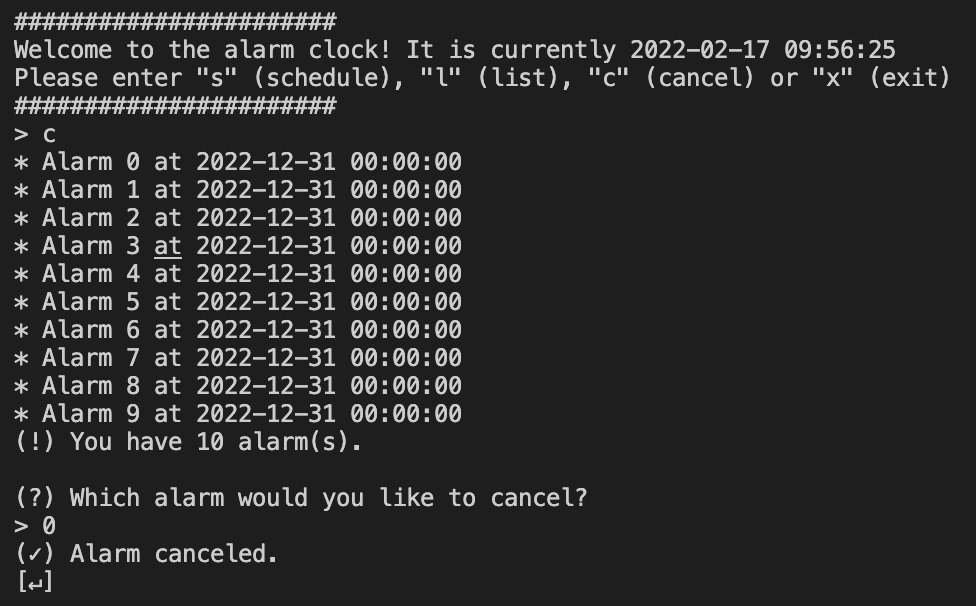 #######################
Welcome to the alarm clock! It is currently 2022-02-17 09:56:25
Please enter "s" (schedule), "l" (list), "c" (cancel) or "x" (exit)
#######################
> c
* Alarm 0 at 2022-12-31 00:00:00
* Alarm 1 at 2022-12-31 00:00:00
* Alarm 2 at 2022-12-31 00:00:00
* Alarm 3 at 2022-12-31 00:00:00
* Alarm 4 at 2022-12-31 00:00:00
* Alarm 5 at 2022-12-31 00:00:00
* Alarm 6 at 2022-12-31 00:00:00
* Alarm 7 at 2022-12-31 00:00:00
* Alarm 8 at 2022-12-31 00:00:00
* Alarm 9 at 2022-12-31 00:00:00
(!) You have 10 alarm(s).
(?) Which alarm would you like to cancel?
> 0
(✓) Alarm canceled.
[↵]